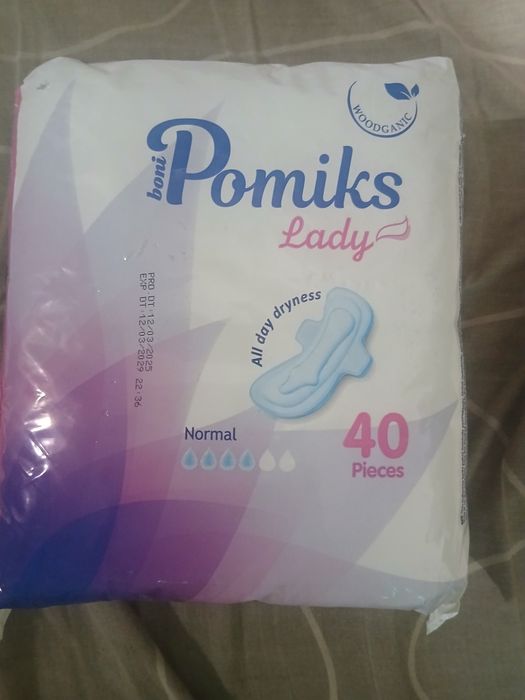 WOODGANIC
boni Pomiks
Lady
PRD DT:12/03/2025
EXP DT:12/03/2029 22:36
All day dryness
Normal
40
Pieces